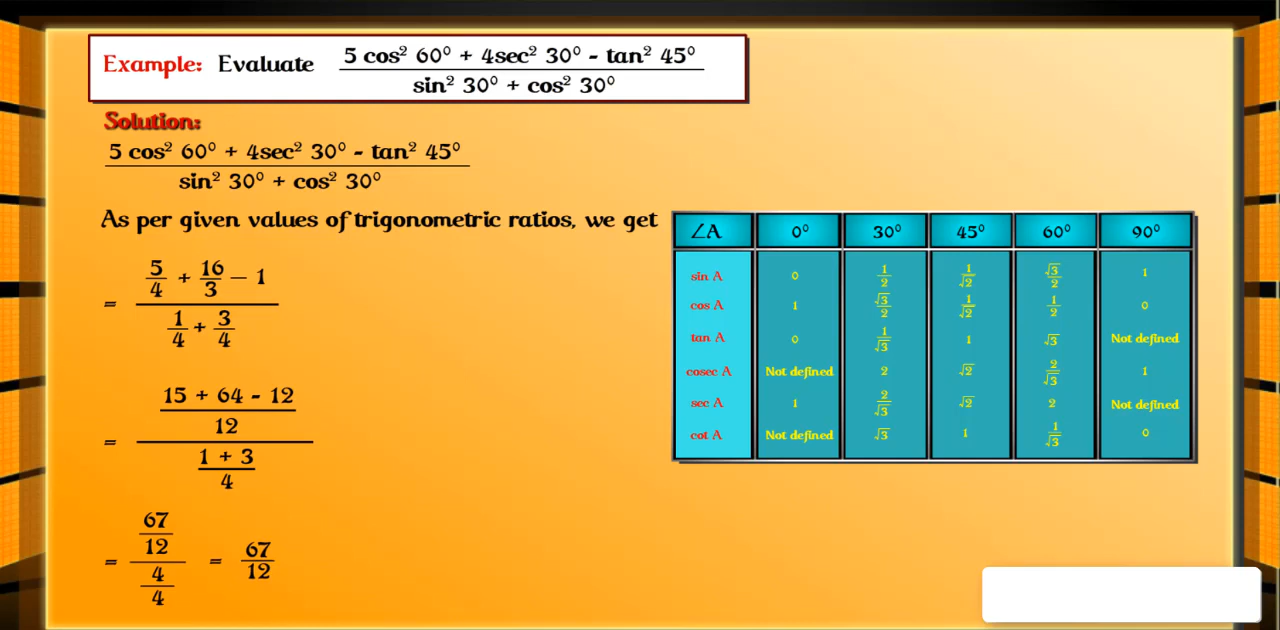 Example: Evaluate (5 cos² 60° + 4sec² 30° - tan² 45°) / (sin² 30° + cos² 30°)
Solution:
(5 cos² 60° + 4sec² 30° - tan² 45°) / (sin² 30° + cos² 30°)
As per given values of trigonometric ratios, we get
= (5/4 + 16/3 − 1) / (1/4 + 3/4)
= ((15 + 64 - 12)/12) / ((1 + 3)/4)
= (67/12) / (4/4) = 67/12
∠A 0° 30° 45° 60° 90°
sin A 0 1/2 1/√2 √3/2 1
cos A 1 √3/2 1/√2 1/2 0
tan A 0 1/√3 1 √3 Not defined
cosec A Not defined 2 √2 2/√3 1
sec A 1 2/√3 √2 2 Not defined
cot A Not defined √3 1 1/√3 0